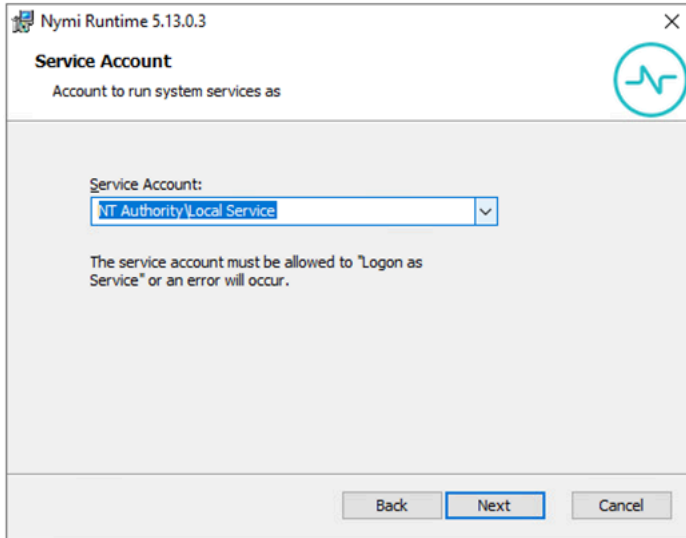 Nymi Runtime 5.13.0.3
Service Account
Account to run system services as
Service Account:
NT Authority\Local Service
The service account must be allowed to "Logon as
Service" or an error will occur.
Back Next Cancel